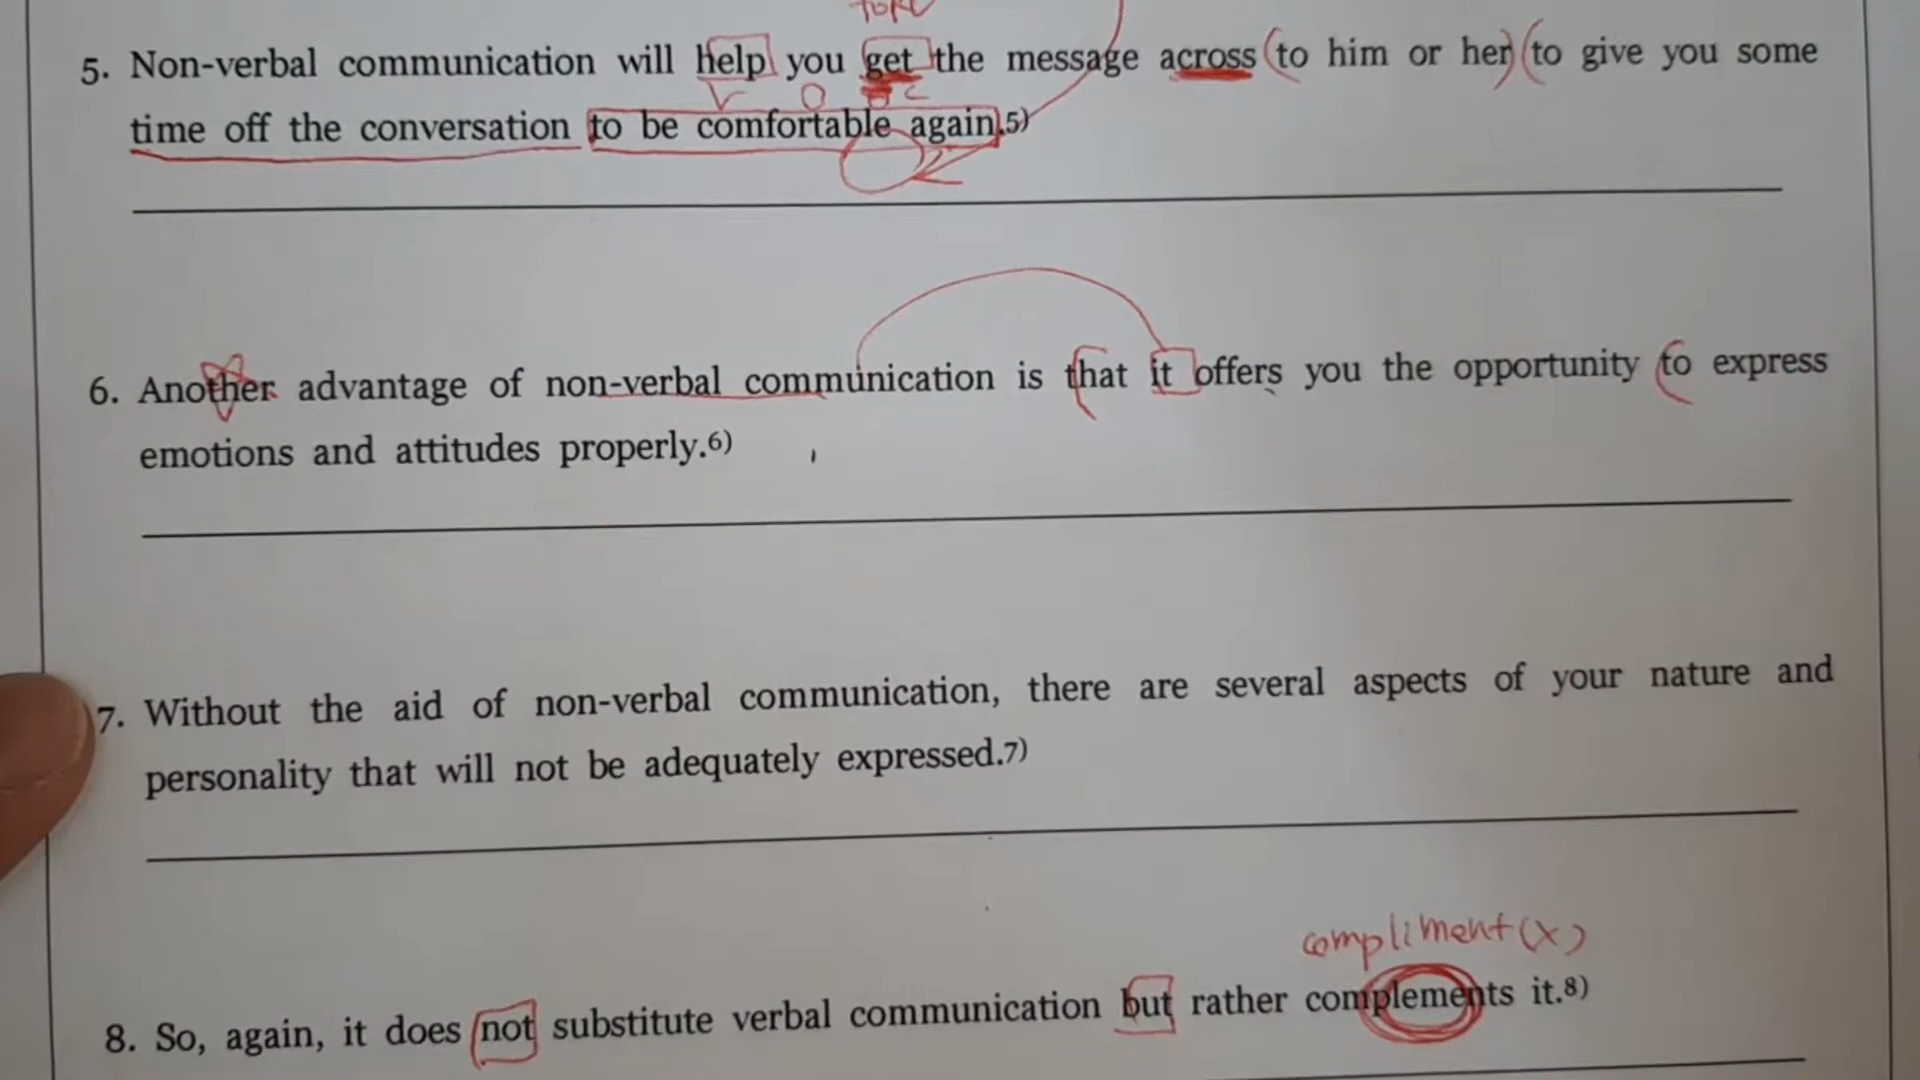 5. Non-verbal communication will help you get the message across to him or her to give you some
V O O C
time off the conversation to be comfortable again.5)
6. Another advantage of non-verbal communication is that it offers you the opportunity to express
emotions and attitudes properly.6)
7. Without the aid of non-verbal communication, there are several aspects of your nature and
personality that will not be adequately expressed.7)
compliment(x)
8. So, again, it does not substitute verbal communication but rather complements it.8)